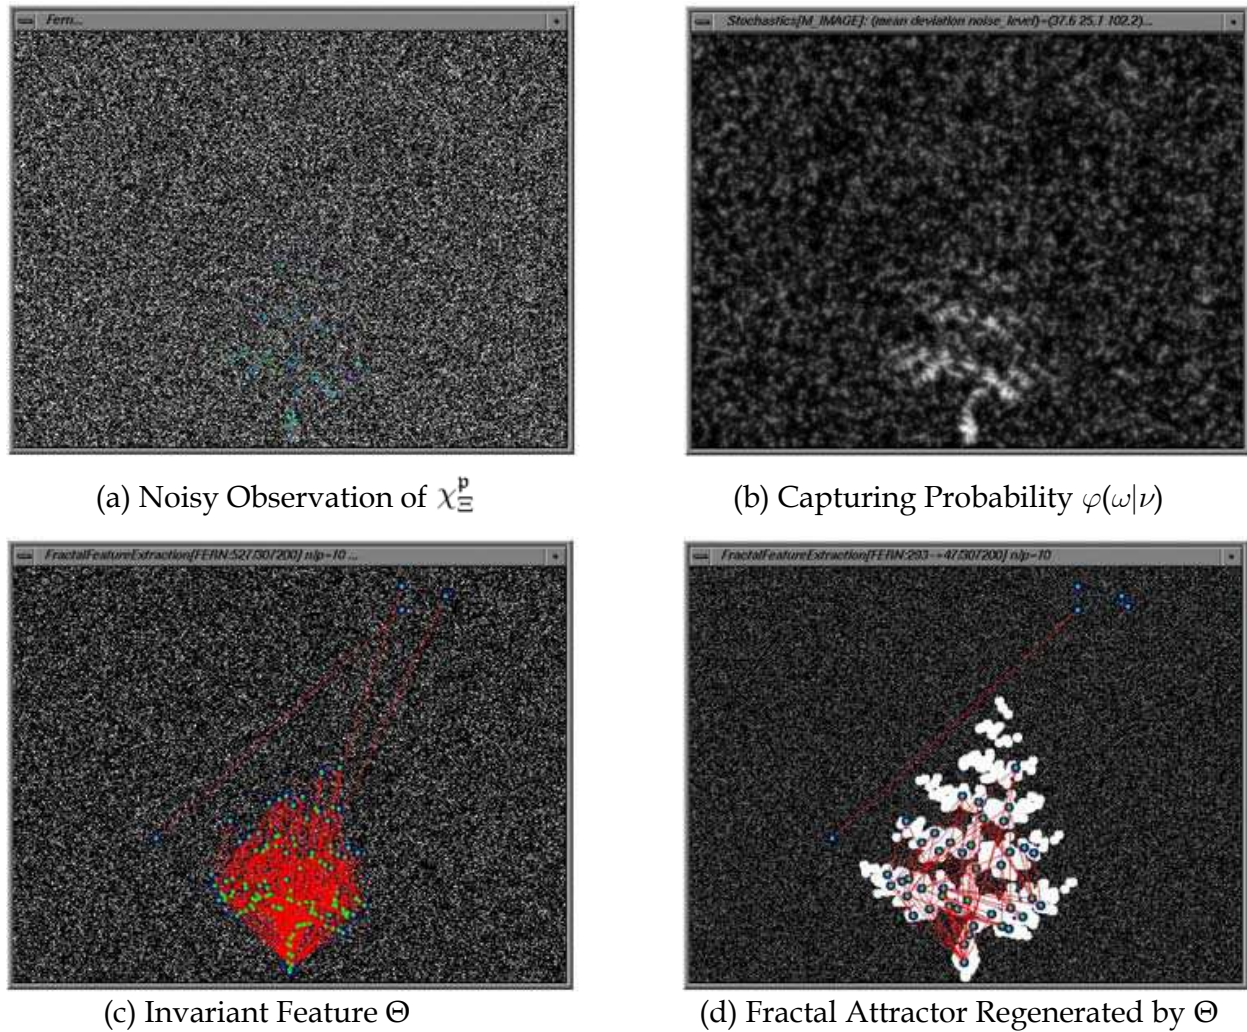 Fern...
Stochastics[M_IMAGE]: (mean deviation noise_level)=(37.6 25.1 102.2)...
(a) Noisy Observation of χ_Ξ^𝔭
(b) Capturing Probability φ(ω|ν)
FractalFeatureExtraction[FERN:527/30/200] n/p=10 ...
FractalFeatureExtraction[FERN:293→47/30/200] n/p=10
(c) Invariant Feature Θ
(d) Fractal Attractor Regenerated by Θ